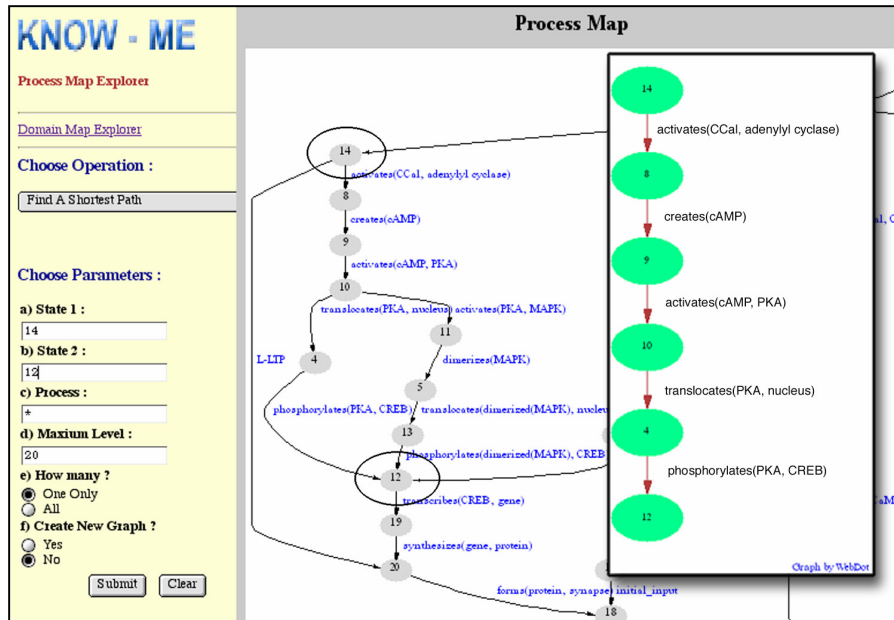 KNOW - ME
Process Map Explorer
Domain Map Explorer
Choose Operation :
Find A Shortest Path
Choose Parameters :
a) State 1 :
14
b) State 2 :
12
c) Process :
*
d) Maxium Level :
20
e) How many ?
One Only
All
f) Create New Graph ?
Yes
No
Submit Clear
Process Map
14
activates(CCal, adenylyl cyclase)
8
creates(cAMP)
9
activates(cAMP, PKA)
10
translocates(PKA, nucleus) activates(PKA, MAPK)
11
L-LTP
4
dimerizes(MAPK)
5
phosphorylates(PKA, CREB)
translocates(dimerized(MAPK), nucleu
13
phosphorylates(dimerized(MAPK), CREB
12
transcribes(CREB, gene)
19
synthesizes(gene, protein)
20
forms(protein, synapse) initial_input
18
14
activates(CCal, adenylyl cyclase)
8
creates(cAMP)
9
activates(cAMP, PKA)
10
translocates(PKA, nucleus)
4
phosphorylates(PKA, CREB)
12
Graph by WebDot